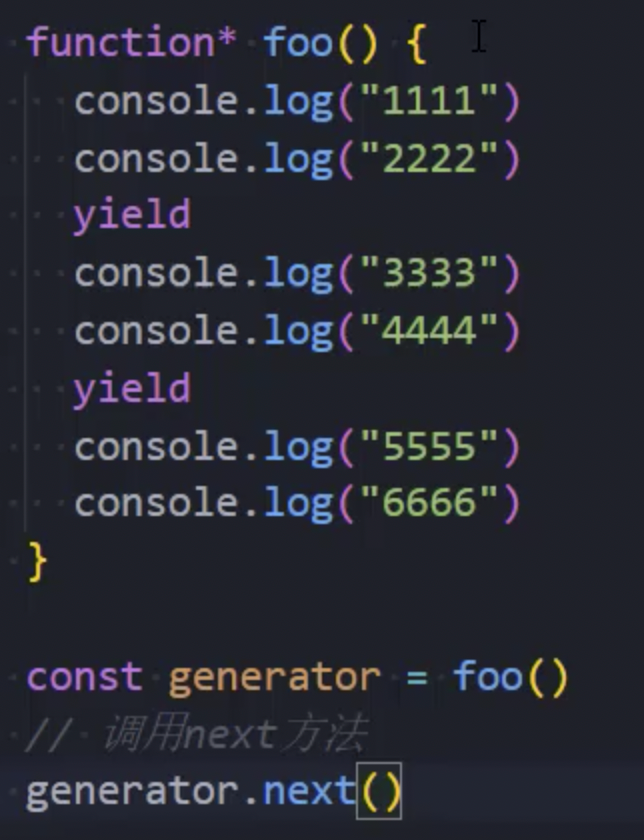 function* foo() {
console.log("1111")
console.log("2222")
yield
console.log("3333")
console.log("4444")
yield
console.log("5555")
console.log("6666")
}
const generator = foo()
// 调用next方法
generator.next()